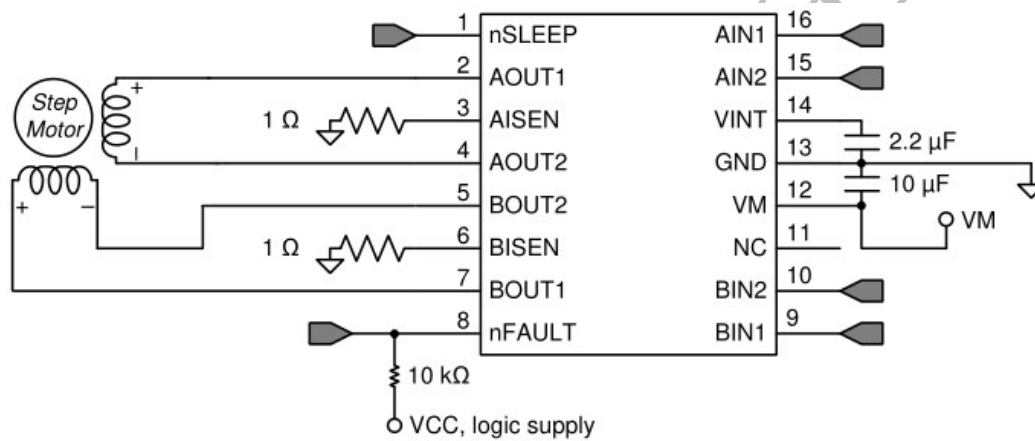 1 nSLEEP AIN1 16
2 AOUT1 AIN2 15
+
Step
Motor
1 Ω 3 AISEN VINT 14
2.2 µF
–
4 AOUT2 GND 13
10 µF
+ – 5 BOUT2 VM 12
VM
1 Ω 6 BISEN NC 11
7 BOUT1 BIN2 10
8 nFAULT BIN1 9
10 kΩ
VCC, logic supply